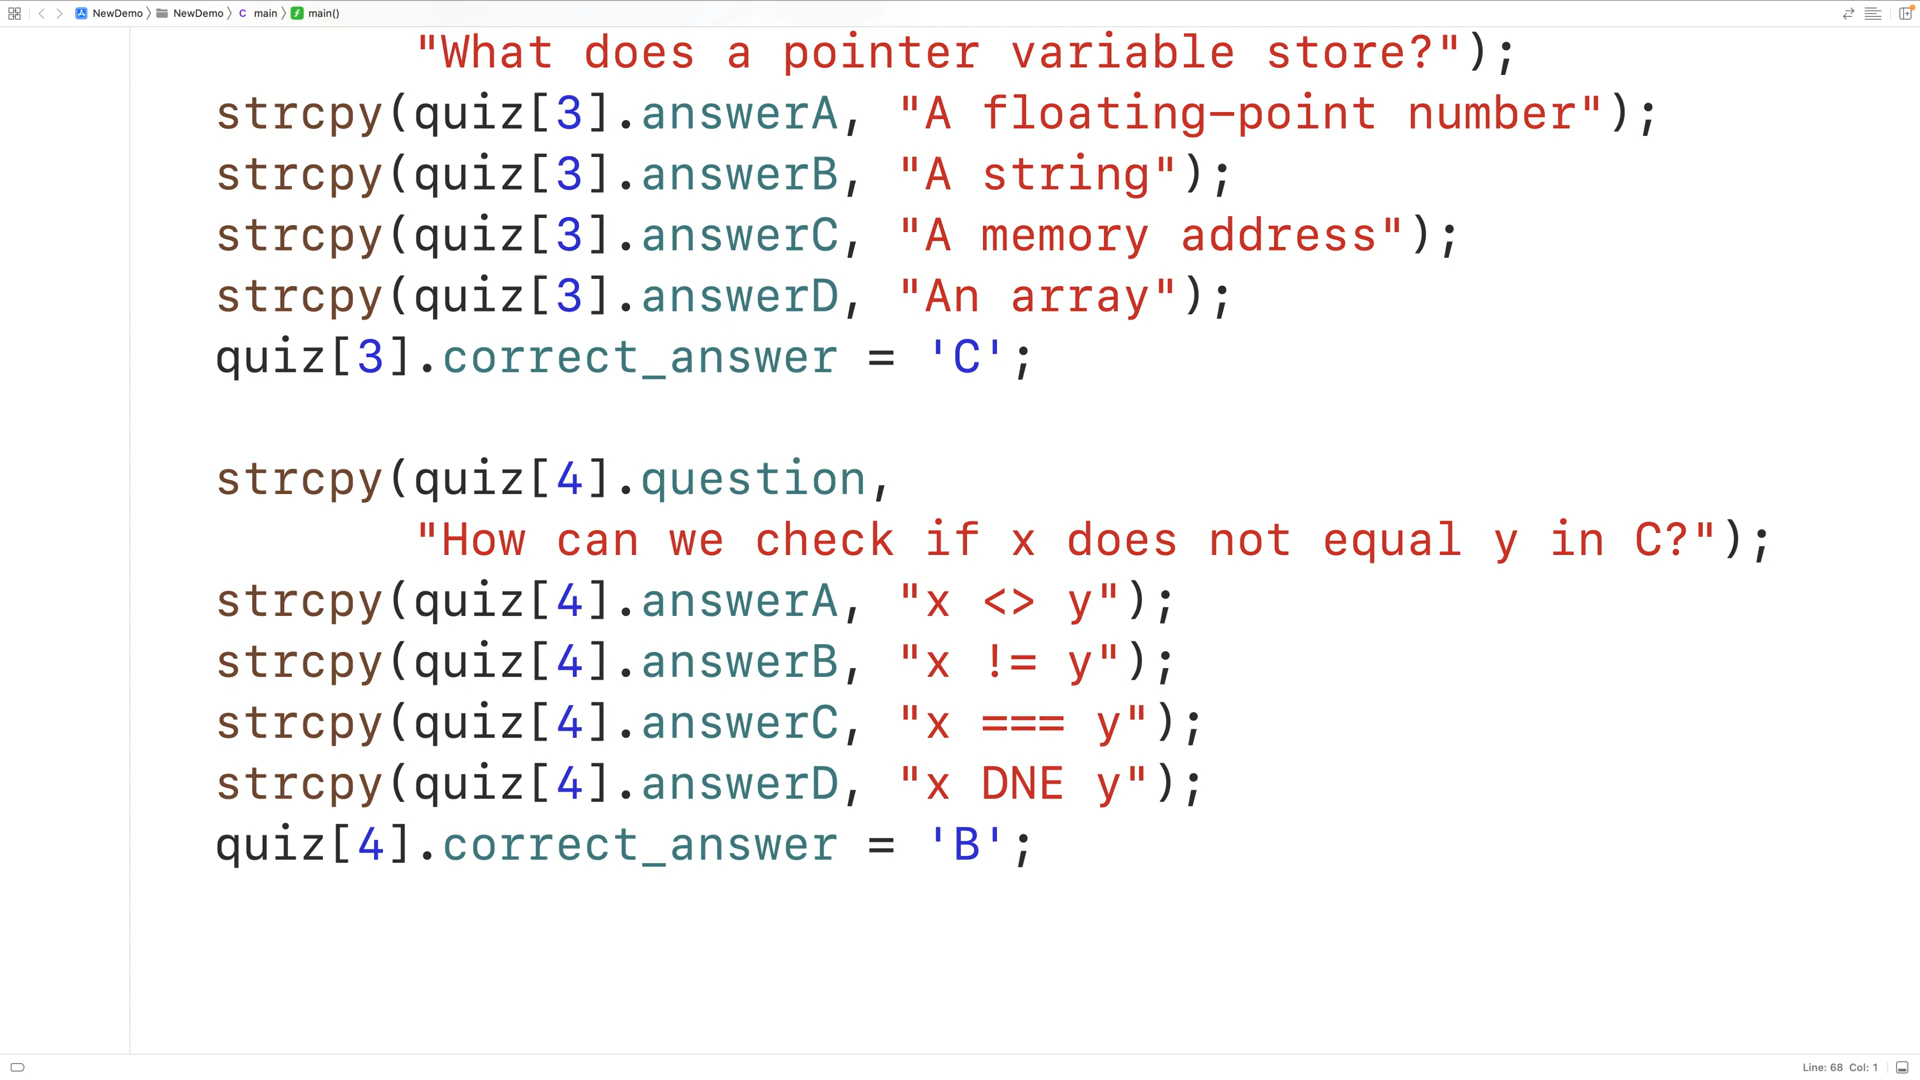 NewDemo NewDemo C main f main()
"What does a pointer variable store?");
strcpy(quiz[3].answerA, "A floating-point number");
strcpy(quiz[3].answerB, "A string");
strcpy(quiz[3].answerC, "A memory address");
strcpy(quiz[3].answerD, "An array");
quiz[3].correct_answer = 'C';
strcpy(quiz[4].question,
"How can we check if x does not equal y in C?");
strcpy(quiz[4].answerA, "x <> y");
strcpy(quiz[4].answerB, "x != y");
strcpy(quiz[4].answerC, "x === y");
strcpy(quiz[4].answerD, "x DNE y");
quiz[4].correct_answer = 'B';
Line: 68 Col: 1